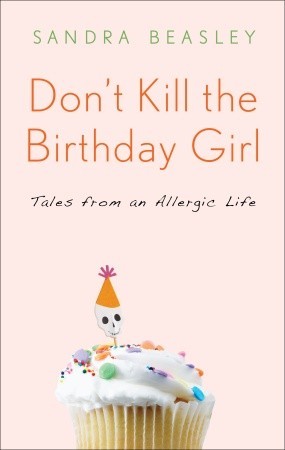 SANDRA BEASLEY
Don't Kill the
Birthday Girl
Tales from an Allergic Life